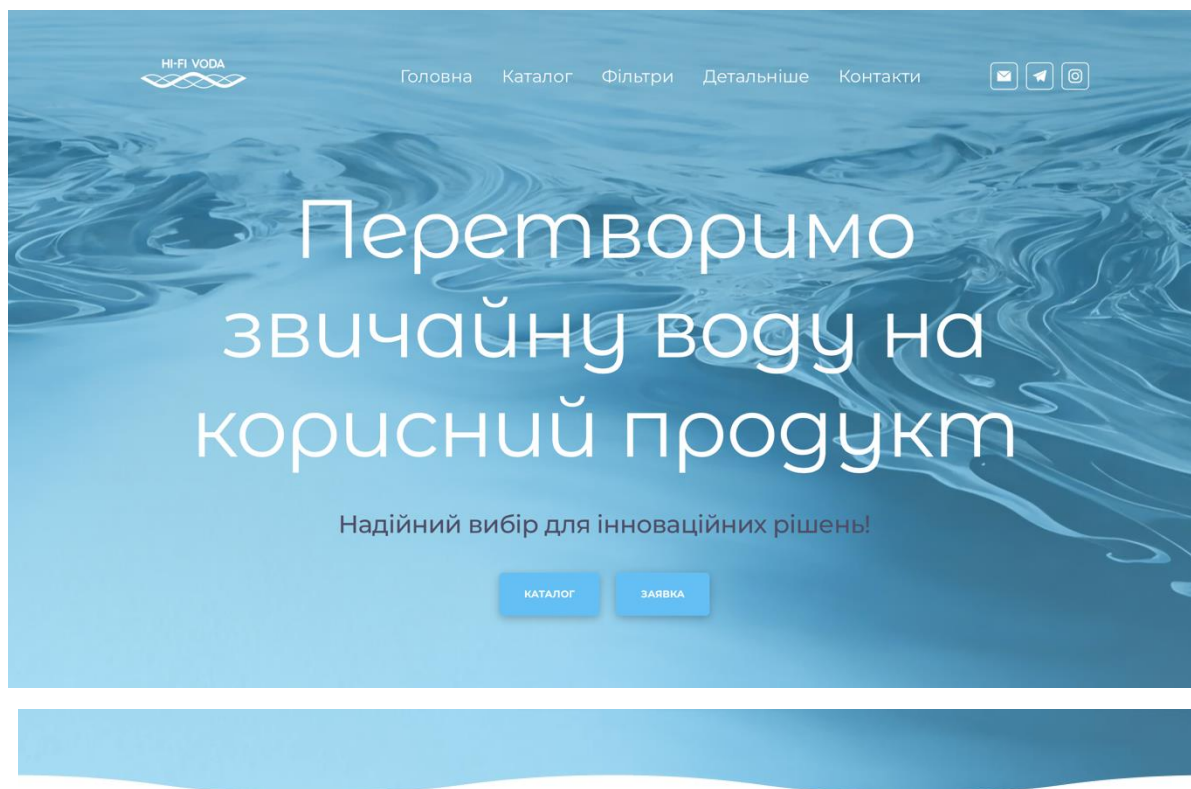 HI-FI VODA
Головна Каталог Фільтри Детальніше Контакти
Перетворимо
звичайну воду на
корисний продукт
Надійний вибір для інноваційних рішень!
КАТАЛОГ ЗАЯВКА